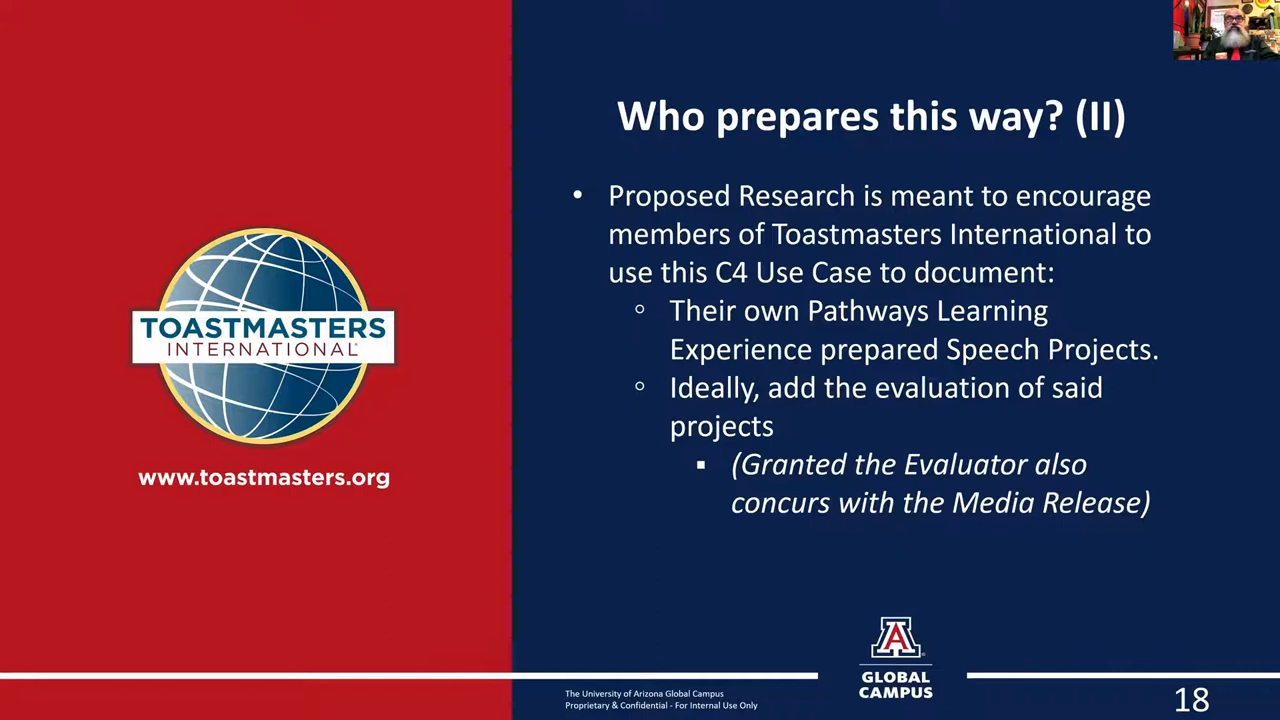 Who prepares this way? (II)
• Proposed Research is meant to encourage
members of Toastmasters International to
use this C4 Use Case to document:
◦ Their own Pathways Learning
Experience prepared Speech Projects.
◦ Ideally, add the evaluation of said
projects
▪ (Granted the Evaluator also
concurs with the Media Release)
TOASTMASTERS
INTERNATIONAL®
www.toastmasters.org
The University of Arizona Global Campus
Proprietary & Confidential - For Internal Use Only
A
GLOBAL
CAMPUS
18